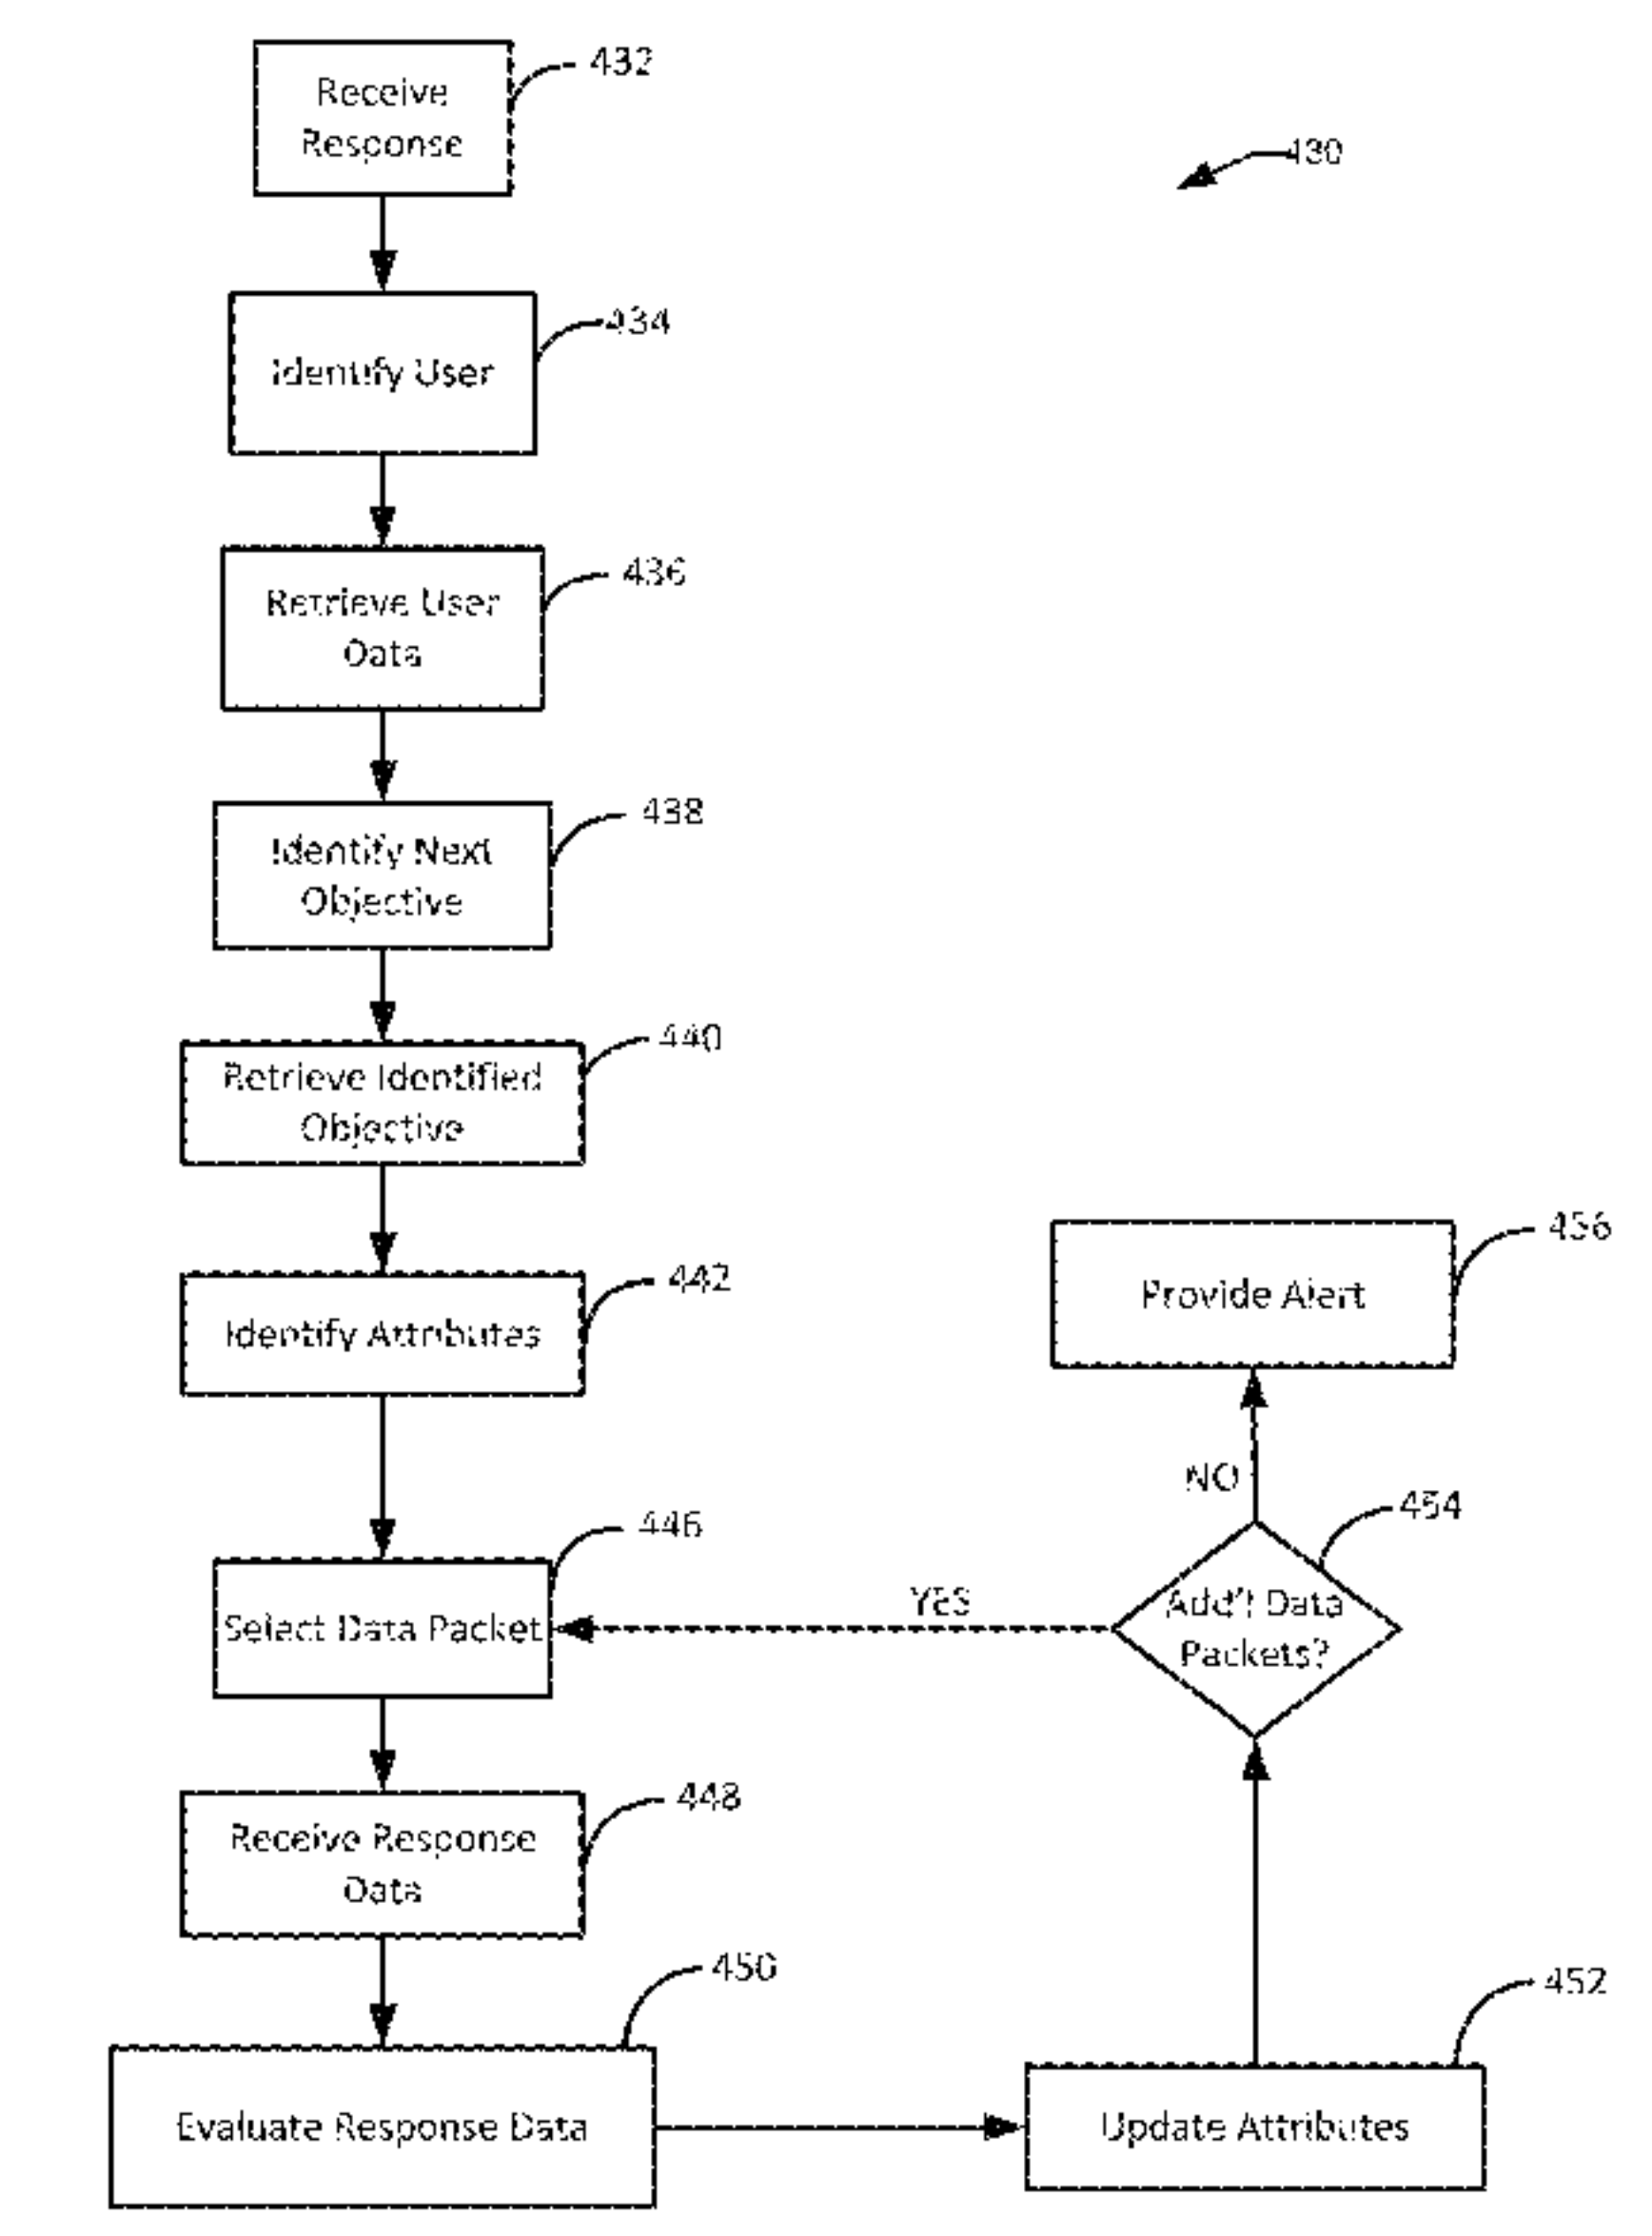 432
Receive
Response
430
434
Identify User
436
Retrieve User
Data
438
Identify Next
Objective
440
Retrieve Identified
Objective
442
Identify Attributes
456
Provide Alert
NO
454
446
Select Data Packet
YES
Add'l Data
Packets?
448
Receive Response
Data
450
452
Evaluate Response Data
Update Attributes